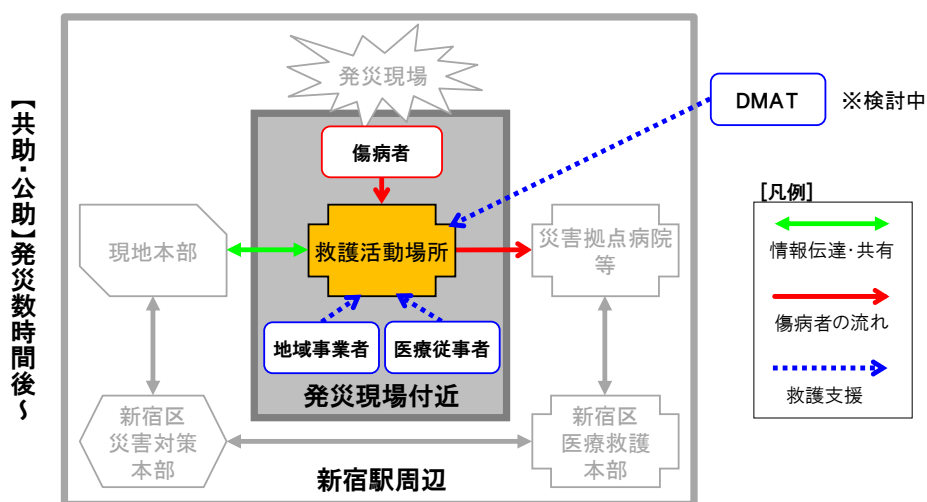 【共助・公助】発災数時間後～
発災現場
DMAT
※検討中
傷病者
現地本部
救護活動場所
災害拠点病院
等
地域事業者
医療従事者
発災現場付近
新宿区
災害対策
本部
新宿区
医療救護
本部
新宿駅周辺
[凡例]
情報伝達・共有
傷病者の流れ
救護支援